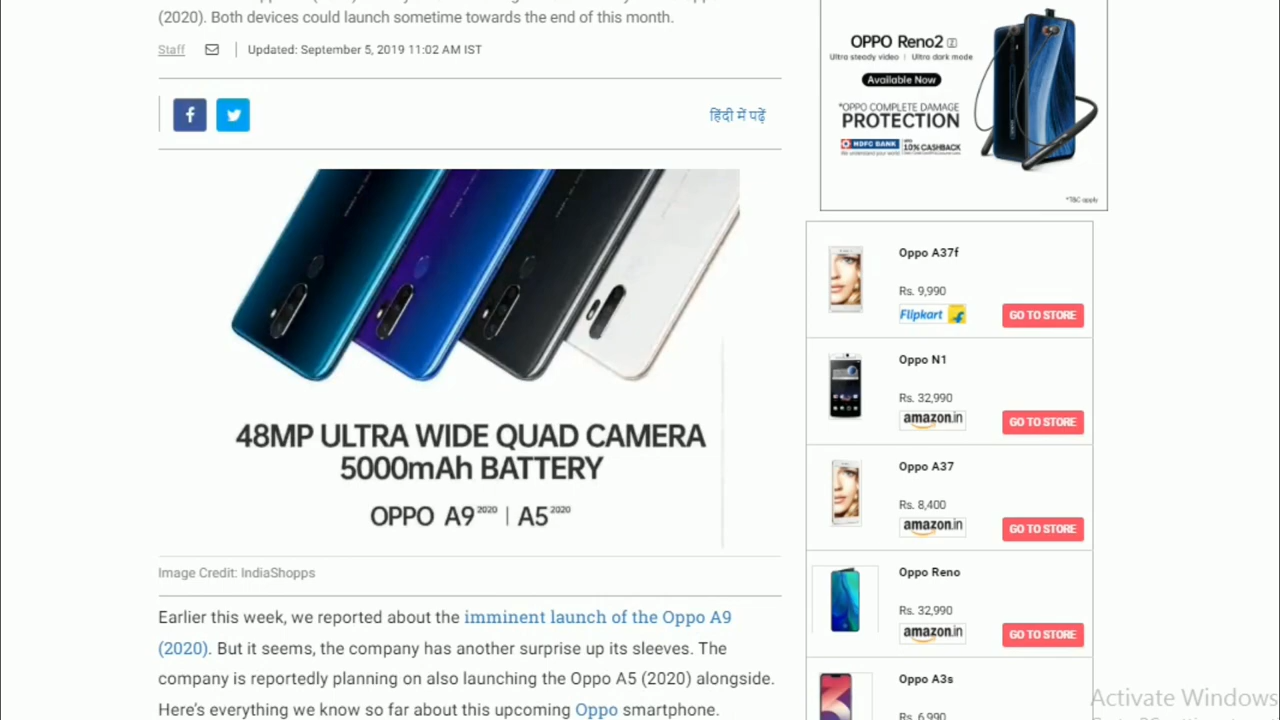 (2020). Both devices could launch sometime towards the end of this month.
Staff
Updated: September 5, 2019 11:02 AM IST
f
हिंदी में पढ़ें
48MP ULTRA WIDE QUAD CAMERA
5000mAh BATTERY
OPPO A9 2020 | A5 2020
Image Credit: IndiaShopps
Earlier this week, we reported about the imminent launch of the Oppo A9
(2020). But it seems, the company has another surprise up its sleeves. The
company is reportedly planning on also launching the Oppo A5 (2020) alongside.
Here's everything we know so far about this upcoming Oppo smartphone.
OPPO Reno2 Z
Ultra steady video | Ultra dark mode
Available Now
*OPPO COMPLETE DAMAGE
PROTECTION
HDFC BANK
We understand your world
10% CASHBACK
*T&C apply
Oppo A37f
Rs. 9,990
Flipkart
GO TO STORE
Oppo N1
Rs. 32,990
amazon.in
GO TO STORE
Oppo A37
Rs. 8,400
amazon.in
GO TO STORE
Oppo Reno
Rs. 32,990
amazon.in
GO TO STORE
Oppo A3s
Rs. 6,990
Activate Windows